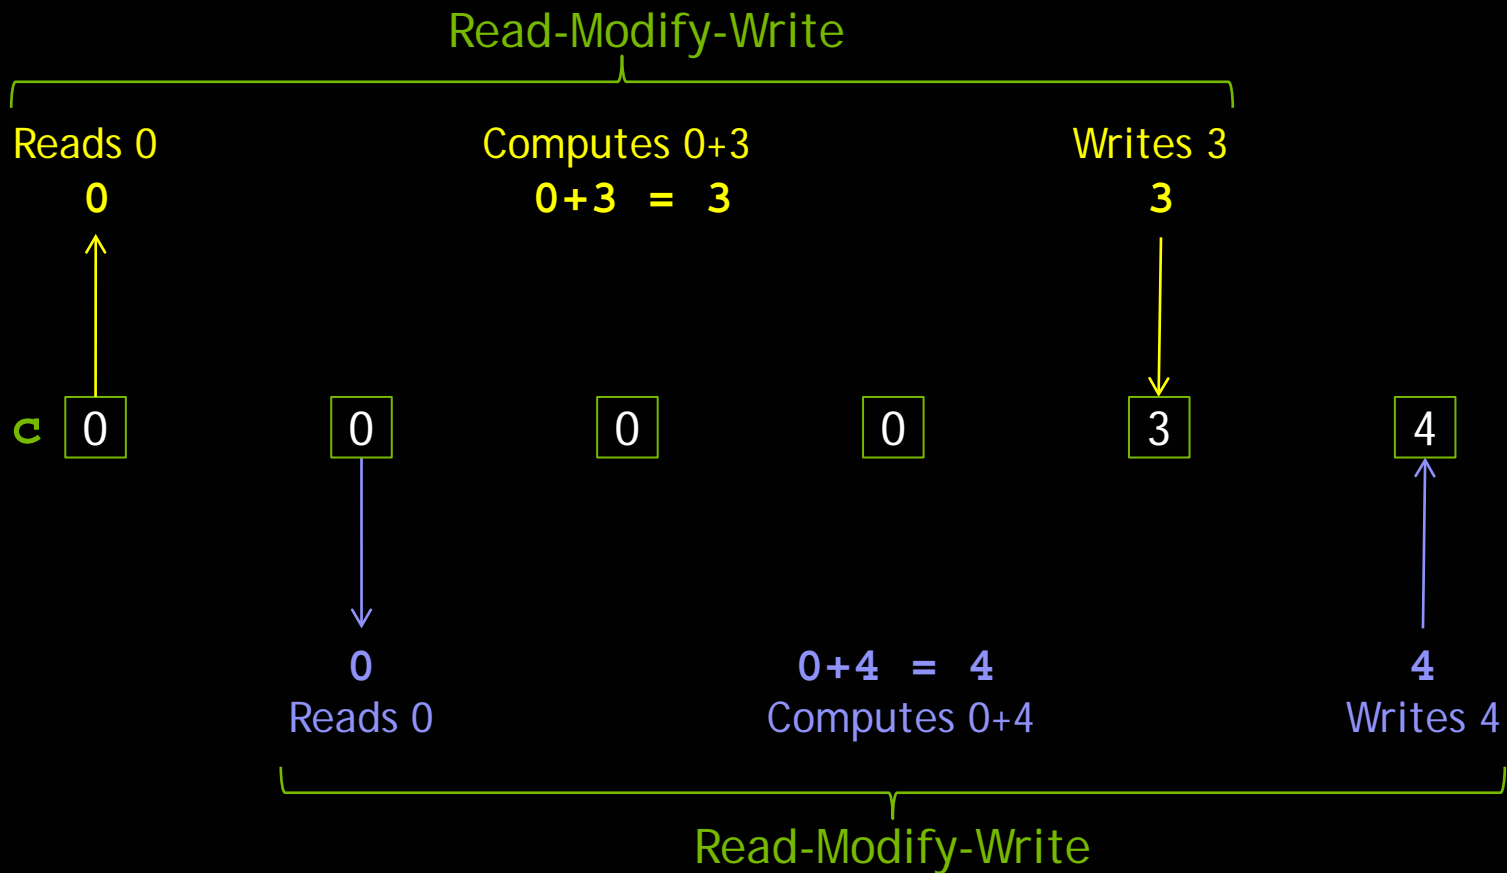 Read-Modify-Write
Reads 0 Computes 0+3 Writes 3
0 0+3 = 3 3
c 0 0 0 0 3 4
0 0+4 = 4 4
Reads 0 Computes 0+4 Writes 4
Read-Modify-Write